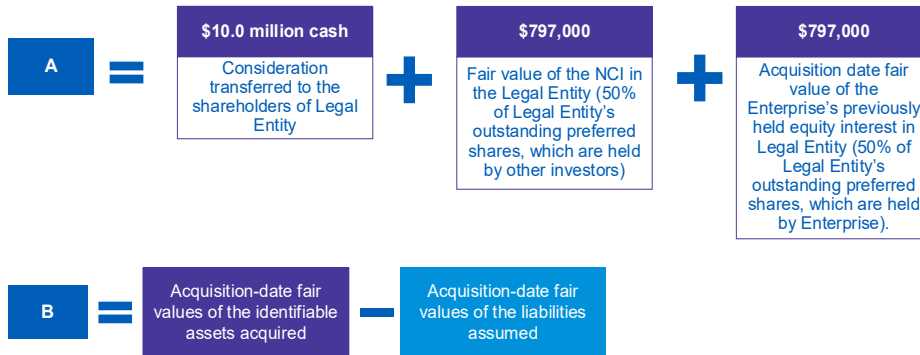 A
$10.0 million cash
Consideration
transferred to the
shareholders of Legal
Entity
$797,000
Fair value of the NCI in
the Legal Entity (50%
of Legal Entity's
outstanding preferred
shares, which are held
by other investors)
$797,000
Acquisition date fair
value of the
Enterprise's previously
held equity interest in
Legal Entity (50% of
Legal Entity's
outstanding preferred
shares, which are held
by Enterprise).
B
Acquisition-date fair
values of the identifiable
assets acquired
Acquisition-date fair
values of the liabilities
assumed